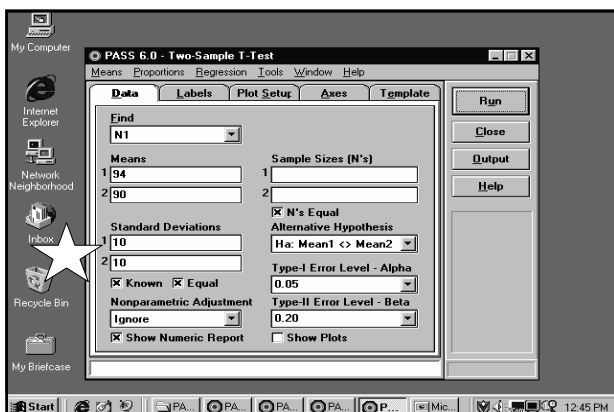 My Computer
Internet
Explorer
Network
Neighborhood
Inbox
Recycle Bin
My Briefcase
PASS 6.0 - Two-Sample T-Test
Means Proportions Regression Tools Window Help
Data Labels Plot Setup Axes Template
Find
N1
Means
1 94
2 90
Standard Deviations
1 10
2 10
Known Equal
Nonparametric Adjustment
Ignore
Show Numeric Report
Sample Sizes (N's)
1
2
N's Equal
Alternative Hypothesis
Ha: Mean1 <> Mean2
Type-I Error Level - Alpha
0.05
Type-II Error Level - Beta
0.20
Show Plots
Run
Close
Output
Help
Start PA... PA... PA... PA... P... Mic... 12:45 PM